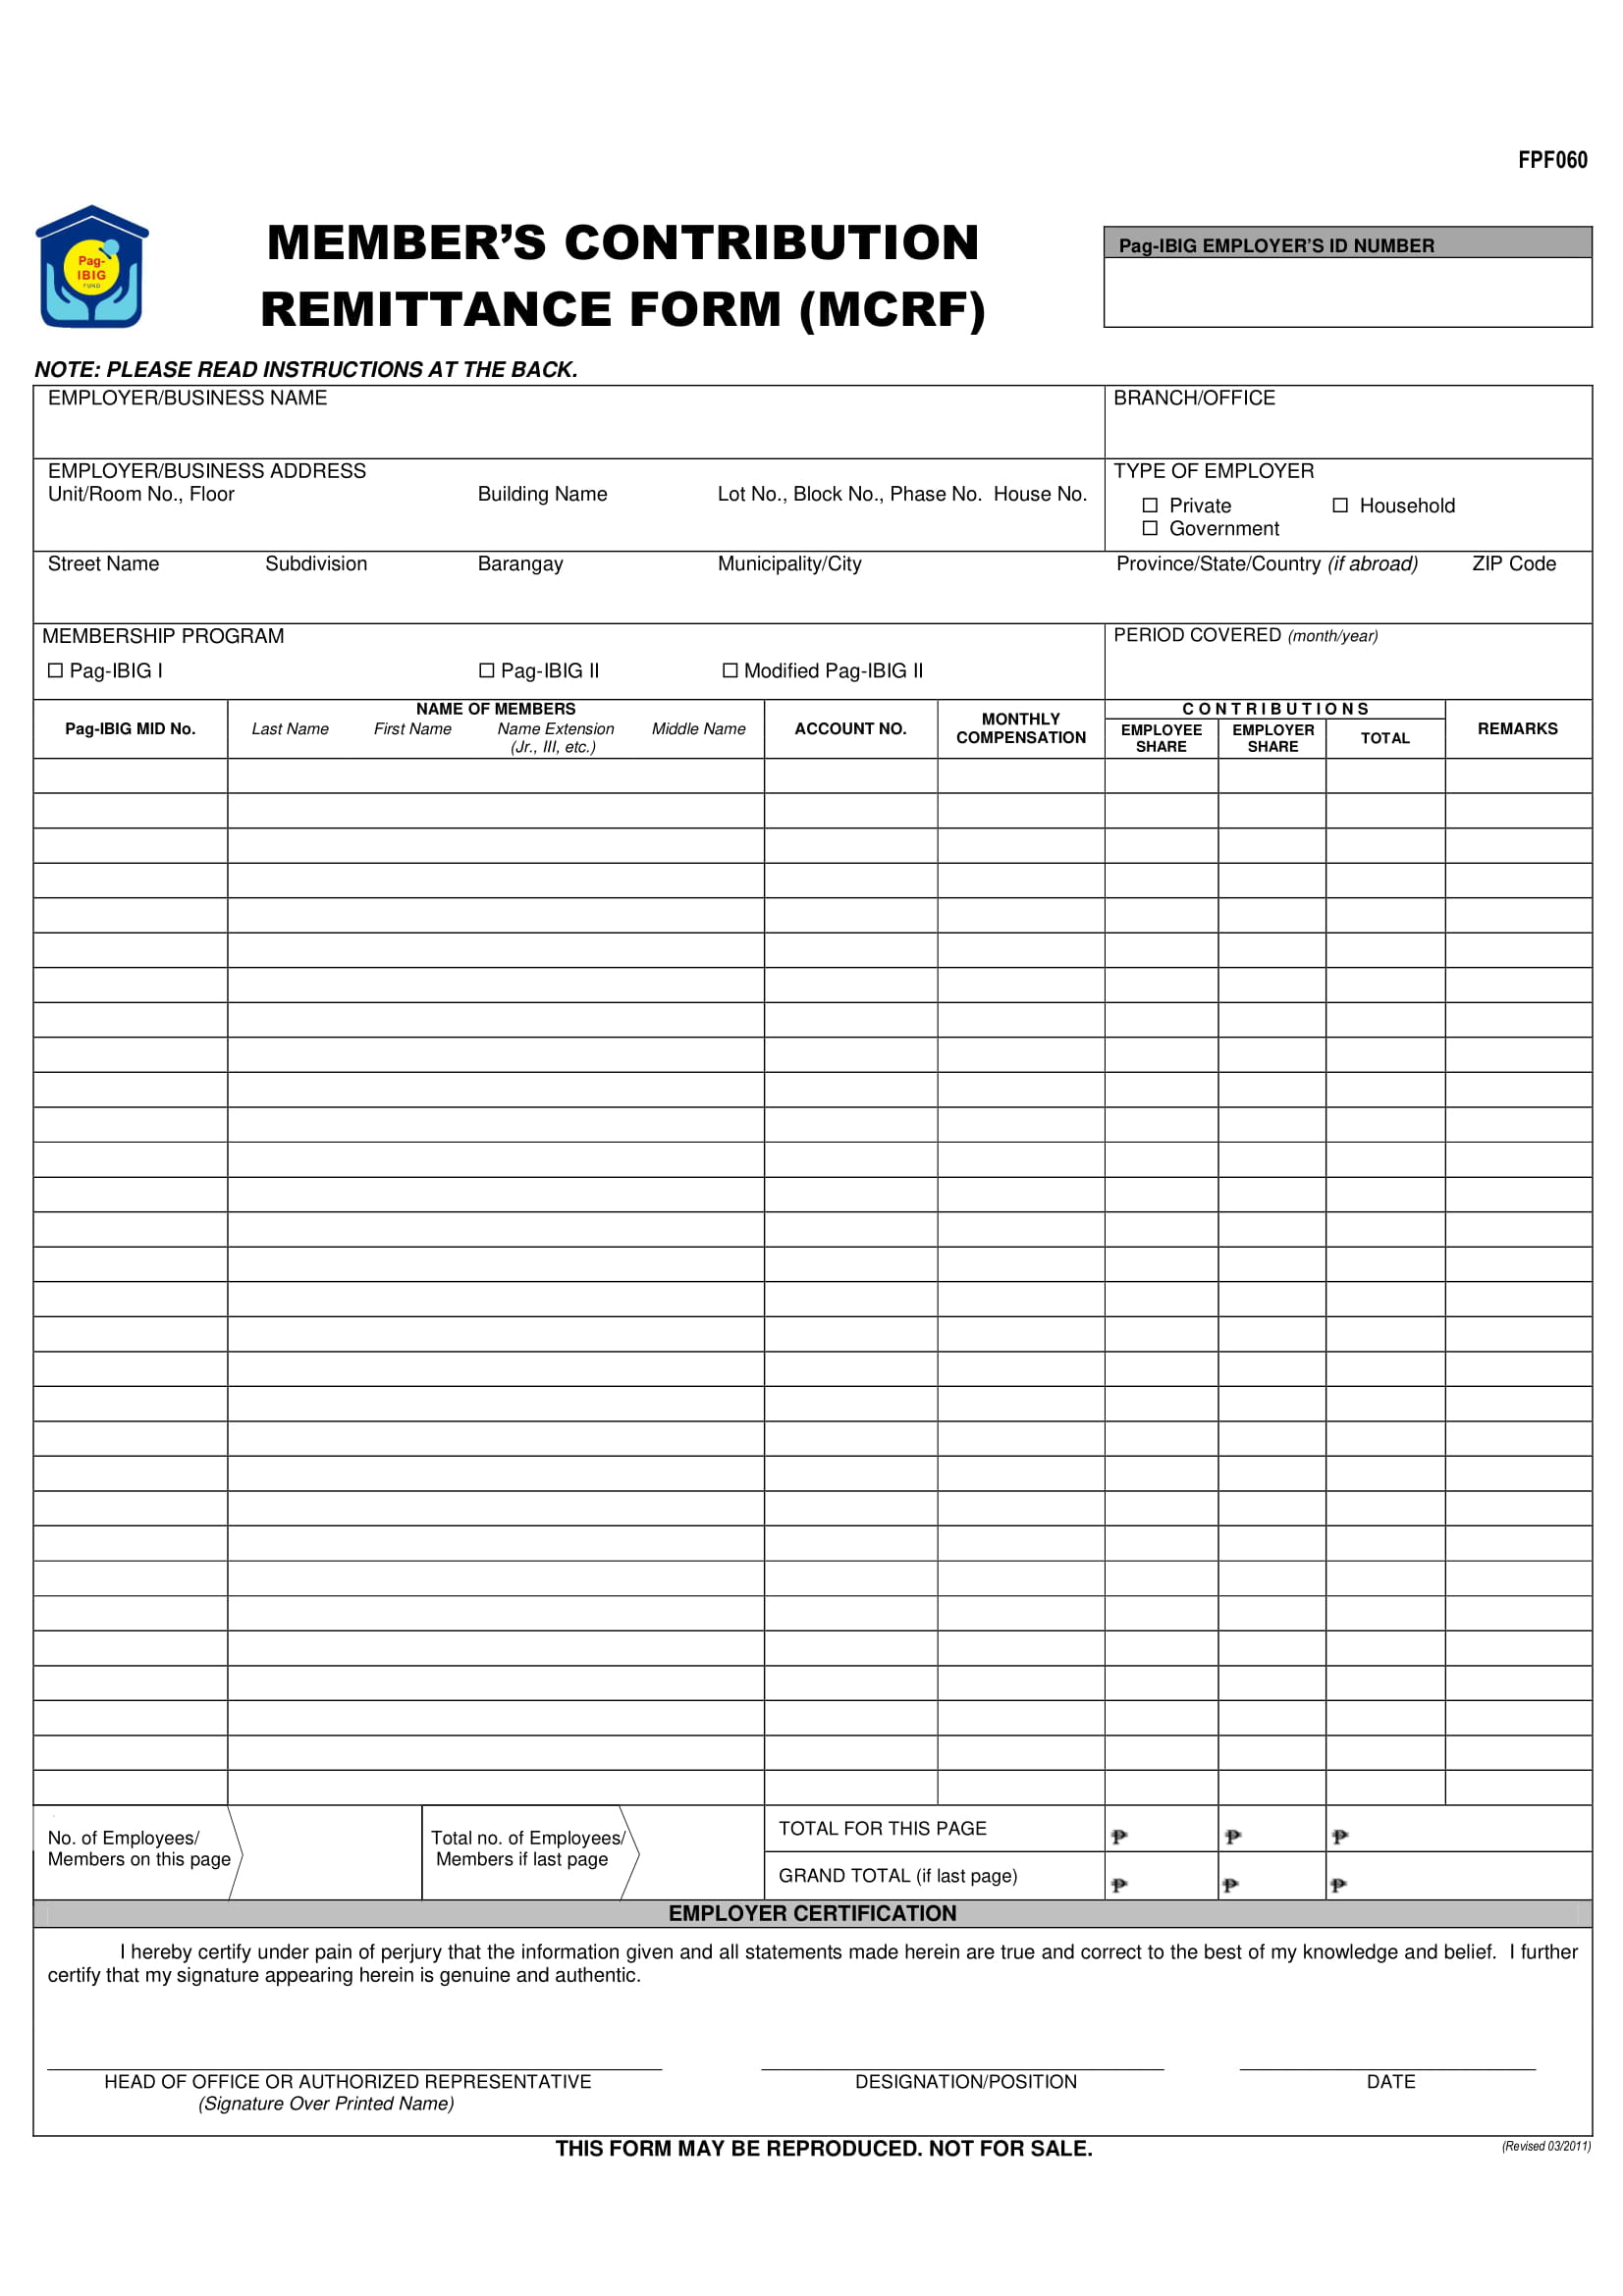 FPF060
Pag-
IBIG
FUND
MEMBER’S CONTRIBUTION
REMITTANCE FORM (MCRF)
Pag-IBIG EMPLOYER’S ID NUMBER
NOTE: PLEASE READ INSTRUCTIONS AT THE BACK.
EMPLOYER/BUSINESS NAME
BRANCH/OFFICE
EMPLOYER/BUSINESS ADDRESS
Unit/Room No., Floor Building Name Lot No., Block No., Phase No. House No.
TYPE OF EMPLOYER
☐ Private ☐ Household
☐ Government
Street Name Subdivision Barangay Municipality/City Province/State/Country (if abroad) ZIP Code
MEMBERSHIP PROGRAM
☐ Pag-IBIG I ☐ Pag-IBIG II ☐ Modified Pag-IBIG II
PERIOD COVERED (month/year)
Pag-IBIG MID No.
NAME OF MEMBERS
Last Name First Name Name Extension Middle Name
(Jr., III, etc.)
ACCOUNT NO.
MONTHLY
COMPENSATION
CONTRIBUTIONS
EMPLOYEE
SHARE
EMPLOYER
SHARE
TOTAL
REMARKS
No. of Employees/
Members on this page
Total no. of Employees/
Members if last page
TOTAL FOR THIS PAGE ₱ ₱ ₱
GRAND TOTAL (if last page) ₱ ₱ ₱
EMPLOYER CERTIFICATION
I hereby certify under pain of perjury that the information given and all statements made herein are true and correct to the best of my knowledge and belief. I further
certify that my signature appearing herein is genuine and authentic.
HEAD OF OFFICE OR AUTHORIZED REPRESENTATIVE
(Signature Over Printed Name)
DESIGNATION/POSITION
DATE
THIS FORM MAY BE REPRODUCED. NOT FOR SALE.
(Revised 03/2011)